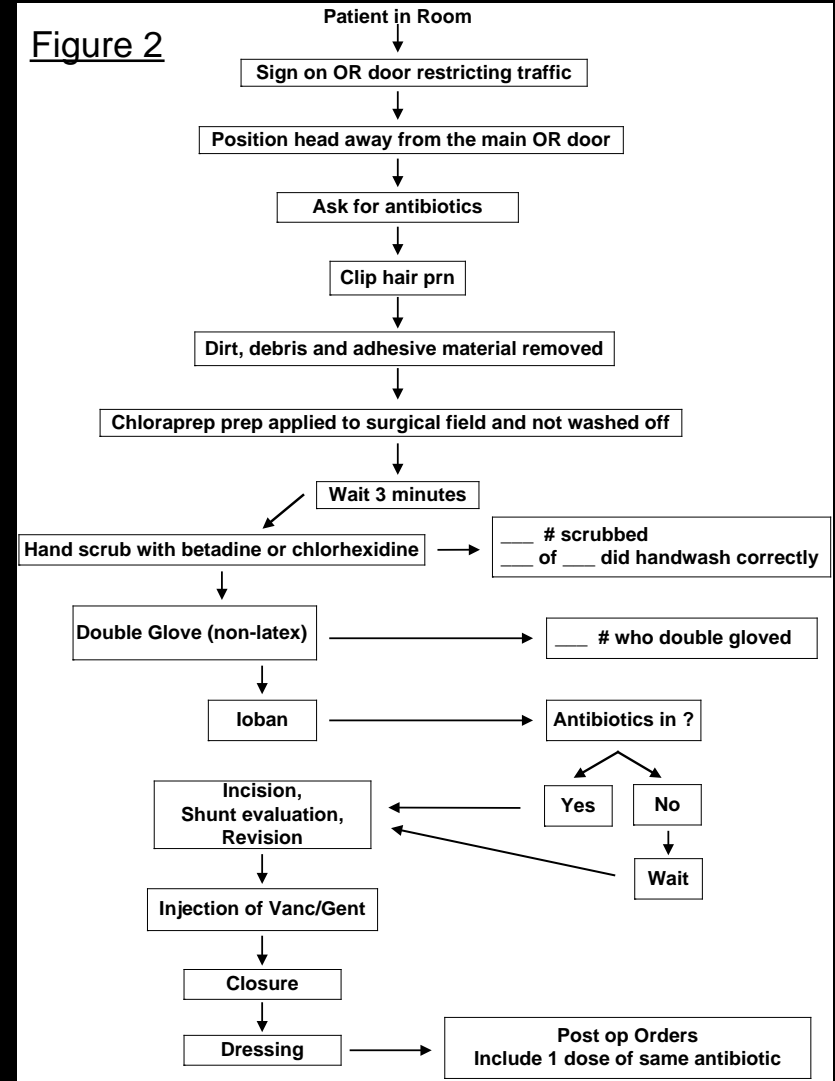 Figure 2
Patient in Room
Sign on OR door restricting traffic
Position head away from the main OR door
Ask for antibiotics
Clip hair prn
Dirt, debris and adhesive material removed
Chloraprep prep applied to surgical field and not washed off
Wait 3 minutes
Hand scrub with betadine or chlorhexidine
___ # scrubbed
___ of ___ did handwash correctly
Double Glove (non-latex)
___ # who double gloved
Ioban
Antibiotics in ?
Yes
No
Wait
Incision,
Shunt evaluation,
Revision
Injection of Vanc/Gent
Closure
Dressing
Post op Orders
Include 1 dose of same antibiotic